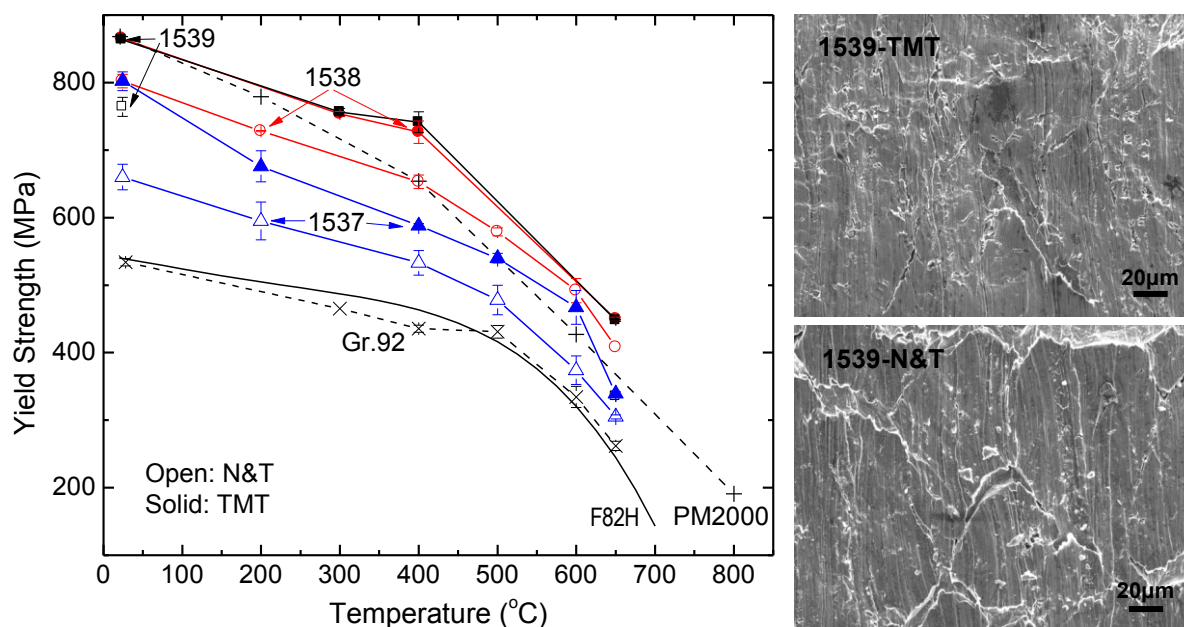 1539
1538
1537
Gr.92
F82H
PM2000
Open: N&T
Solid: TMT
Yield Strength (MPa)
800
600
400
200
0 100 200 300 400 500 600 700 800
Temperature (°C)
1539-TMT
20µm
1539-N&T
20µm